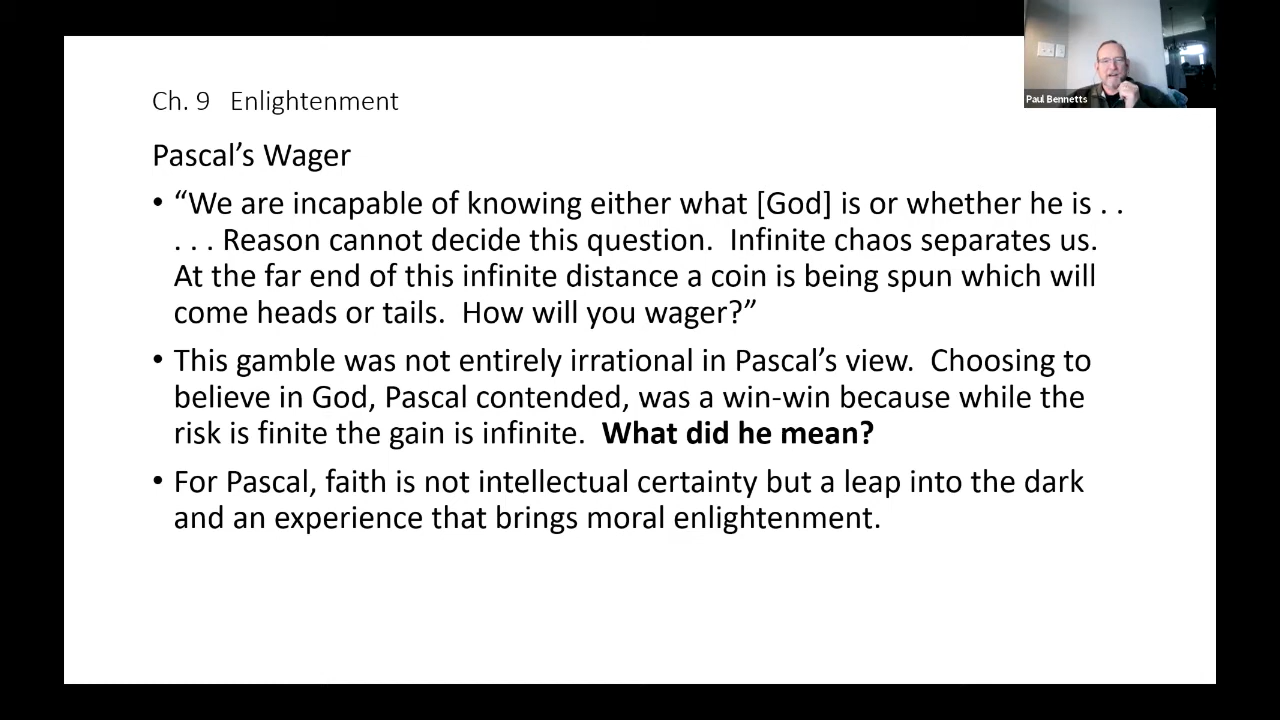 Ch. 9 Enlightenment
Pascal’s Wager
• “We are incapable of knowing either what [God] is or whether he is . .
. . . Reason cannot decide this question. Infinite chaos separates us.
At the far end of this infinite distance a coin is being spun which will
come heads or tails. How will you wager?”
• This gamble was not entirely irrational in Pascal’s view. Choosing to
believe in God, Pascal contended, was a win-win because while the
risk is finite the gain is infinite. What did he mean?
• For Pascal, faith is not intellectual certainty but a leap into the dark
and an experience that brings moral enlightenment.
Paul Bennetts